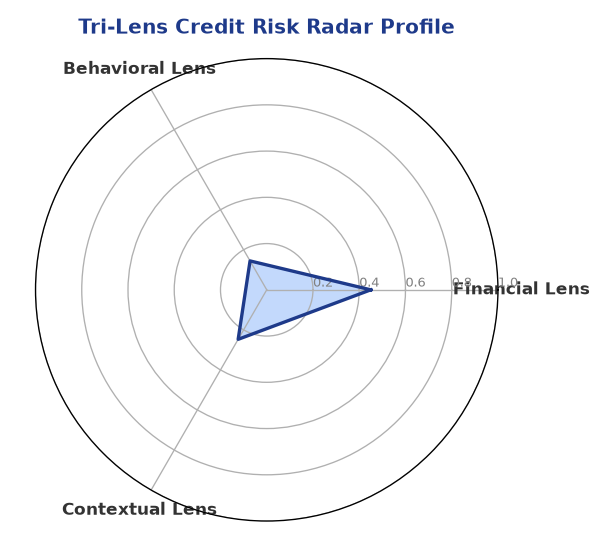 Tri-Lens Credit Risk Radar Profile
Behavioral Lens
0.2
0.4
0.6
0.8
1.0
Financial Lens
Contextual Lens